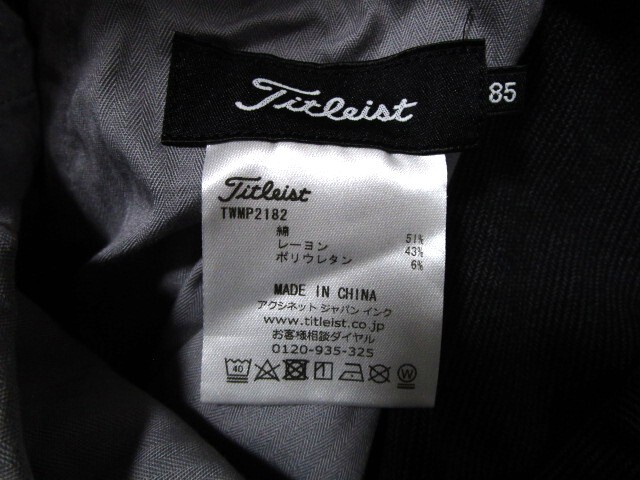 Titleist
85
Titleist
TWMP2182
綿 51%
レーヨン 43%
ポリウレタン 6%
MADE IN CHINA
アクシネット ジャパン インク
www.titleist.co.jp
お客様相談ダイヤル
0120-935-325
40
W